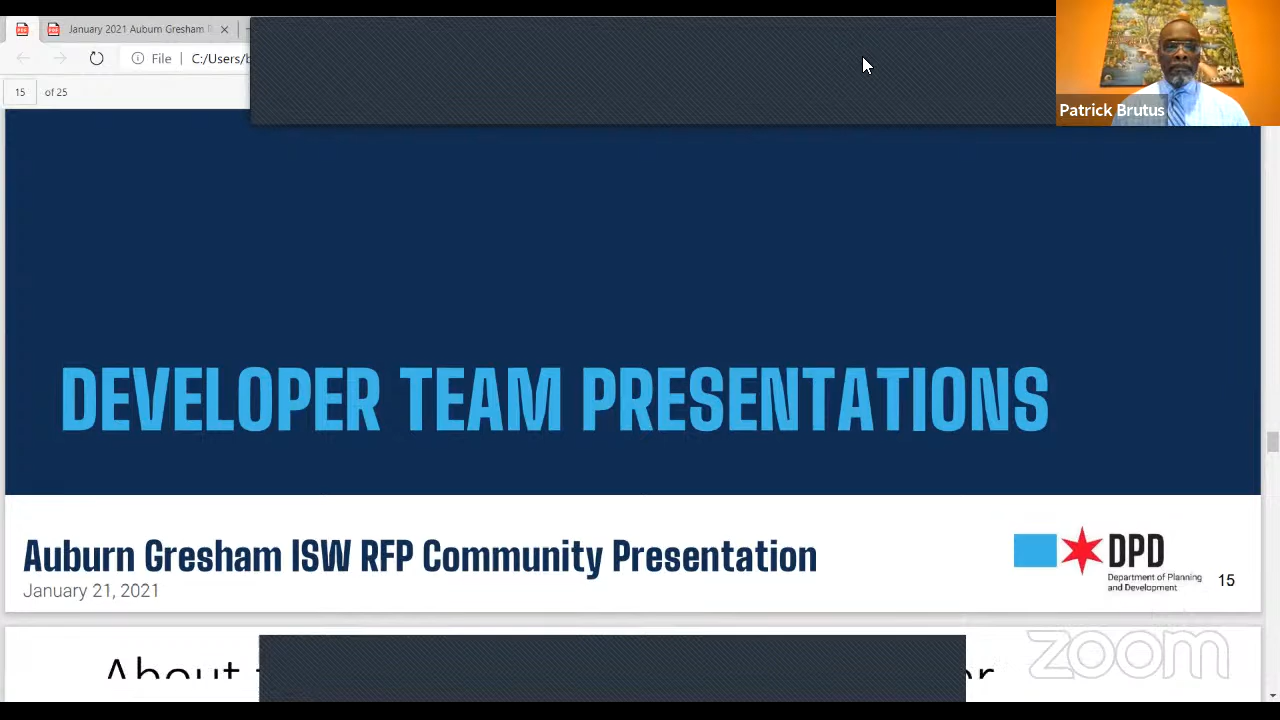 January 2021 Auburn Gresham
File
C:/Users/b
15
of 25
Patrick Brutus
DEVELOPER TEAM PRESENTATIONS
Auburn Gresham ISW RFP Community Presentation
January 21, 2021
DPD
Department of Planning
and Development
15
About
zoom